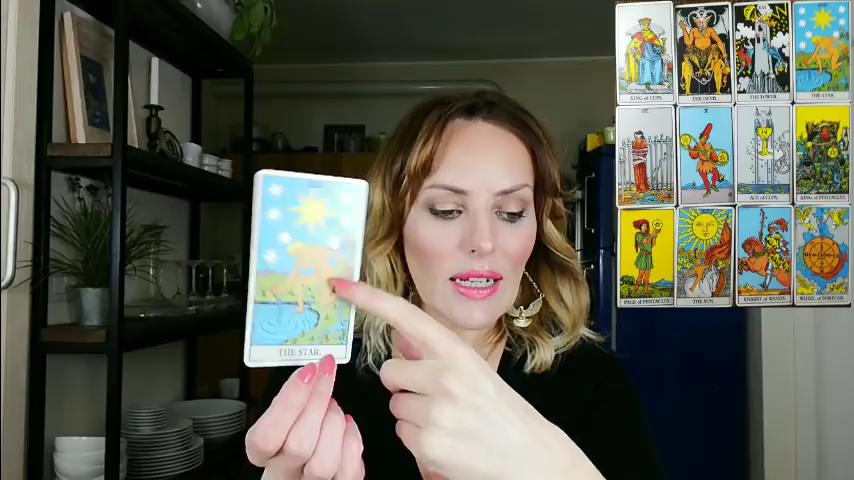 THE STAR.
KING of CUPS.
THE DEVIL.
THE TOWER.
THE STAR.
ACE of CUPS.
KING of PENTACLES.
PAGE of PENTACLES.
THE SUN.
KNIGHT of WANDS.
WHEEL of FORTUNE.